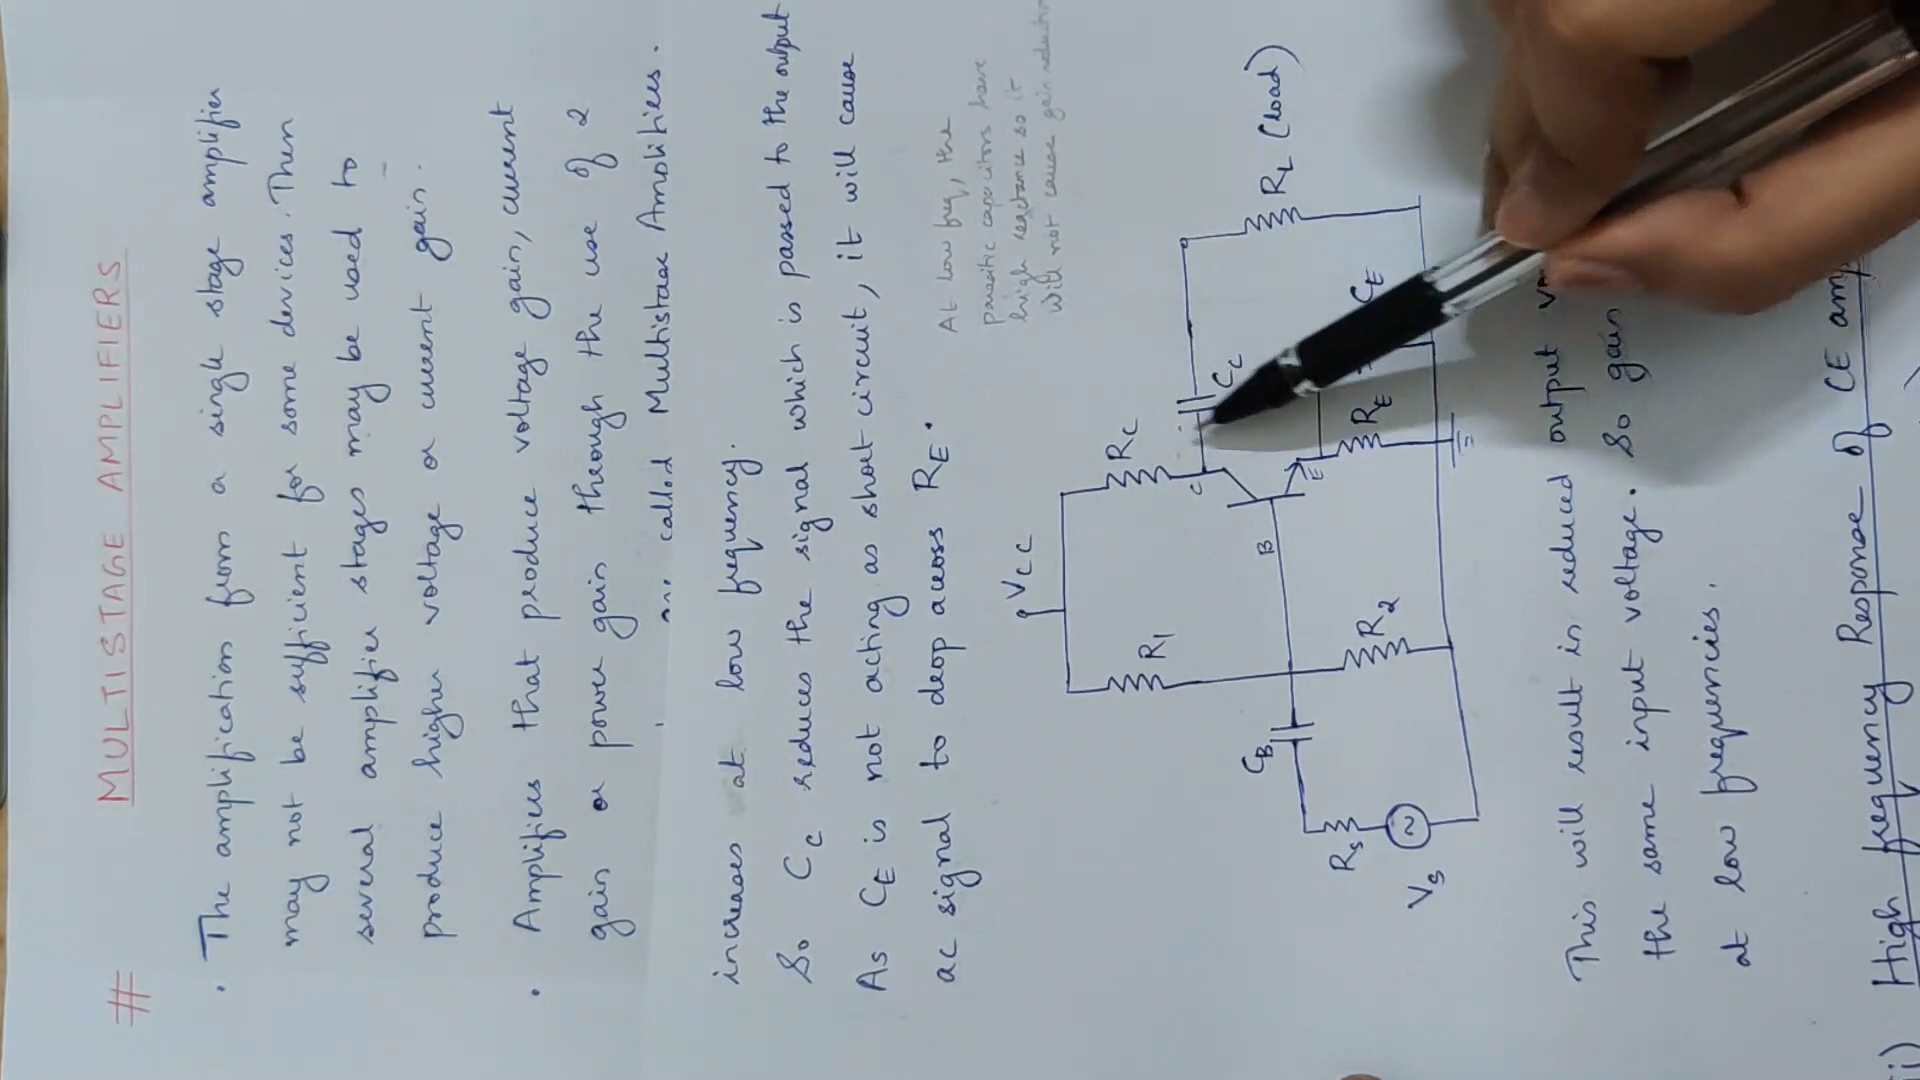 # MULTISTAGE AMPLIFIERS
• The amplification from a single stage amplifier
may not be sufficient for some devices. Then
several amplifier stages may be used to
produce higher voltage or current gain.
• Amplifiers that produce voltage gain, current
gain or power gain through the use of 2
called Multistage Amplifiers.
increases at low frequency.
So CC reduces the signal which is passed to the output
As CE is not acting as short circuit, it will cause
ac signal to drop across RE.
At low freq, the
parasitic capacitors have
high reactance so it
will not cause gain reduction
VCC
R1
RC
C
CC
RL (load)
B
E
RE
CE
CB
R2
RS
VS
This will result in reduced output
the same input voltage. So gain
at low frequencies.
ii) High frequency Response of CE amp